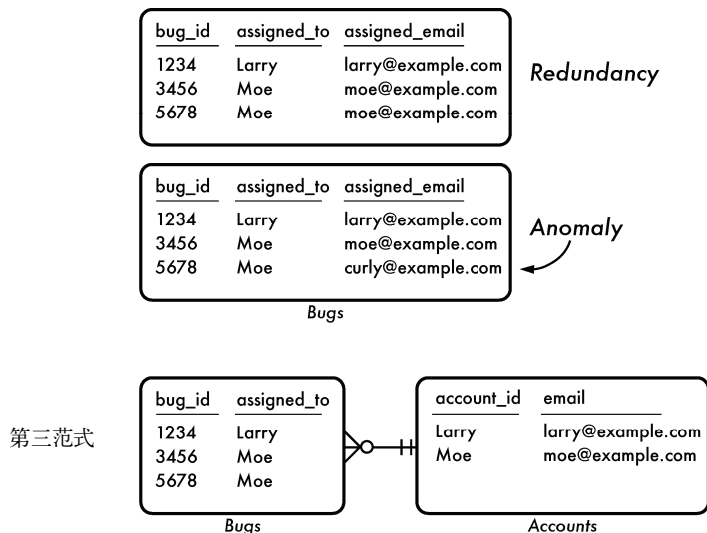 bug_id assigned_to assigned_email
1234 Larry larry@example.com
3456 Moe moe@example.com
5678 Moe moe@example.com
Redundancy
bug_id assigned_to assigned_email
1234 Larry larry@example.com
3456 Moe moe@example.com
5678 Moe curly@example.com
Anomaly
Bugs
第三范式
bug_id assigned_to
1234 Larry
3456 Moe
5678 Moe
Bugs
account_id email
Larry larry@example.com
Moe moe@example.com
Accounts